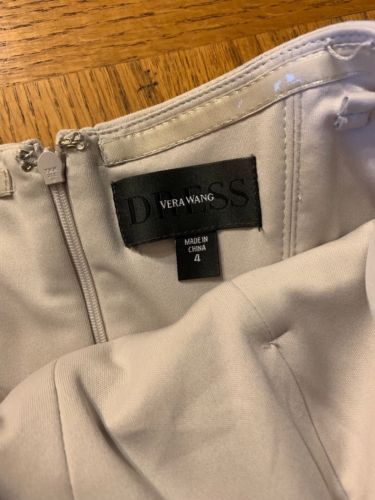 DRESS
VERA WANG
MADE IN
CHINA
4